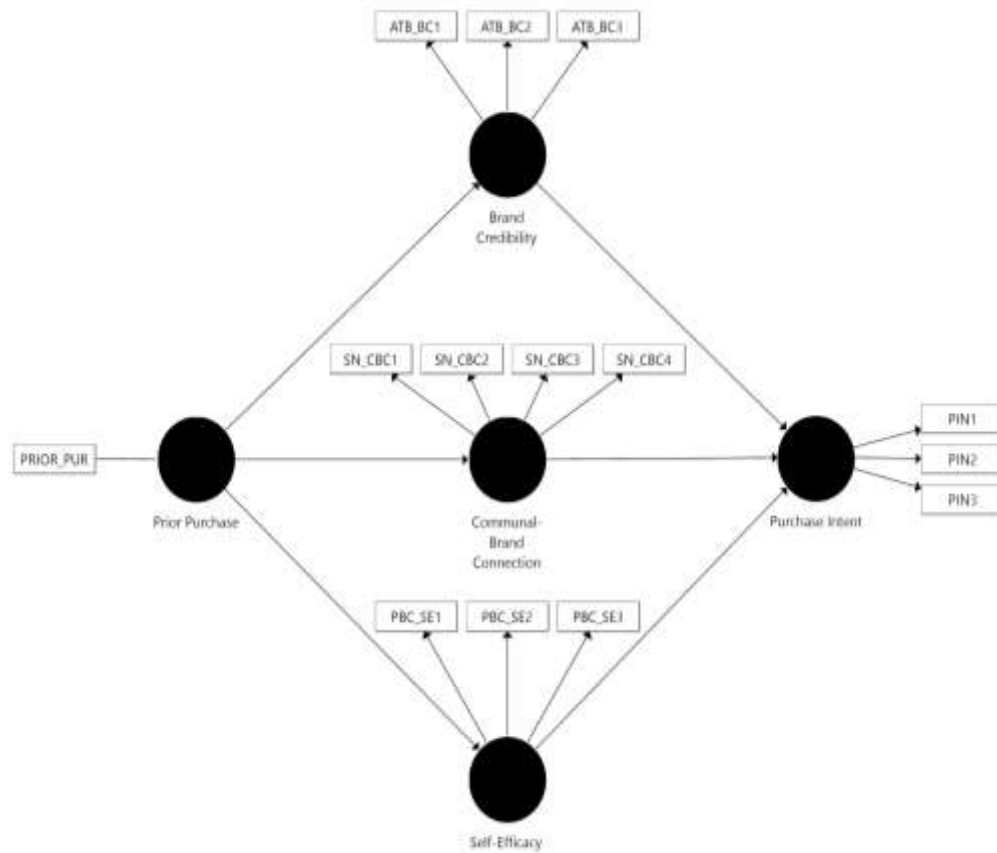 ATB_BC1
ATB_BC2
ATB_BC3
Brand
Credibility
SN_CBC1
SN_CBC2
SN_CBC3
SN_CBC4
PRIOR_PUR
Prior Purchase
Communal-
Brand
Connection
Purchase Intent
PIN1
PIN2
PIN3
PBC_SE1
PBC_SE2
PBC_SE3
Self-Efficacy